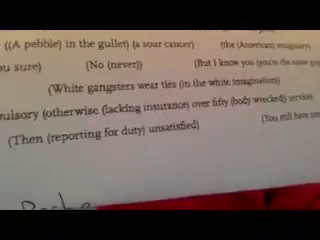 ((A pebble) in the gullet) (a sour cancer) (the (American) imaginary)
ou sure) (No (never)) (But I know (you're the same
(White gangsters wear ties (in the white imagination))
ulsory (otherwise (lacking insurance) over fifty (body wrecked)) service)
(Then (reporting for duty) unsatisfied) (You still have